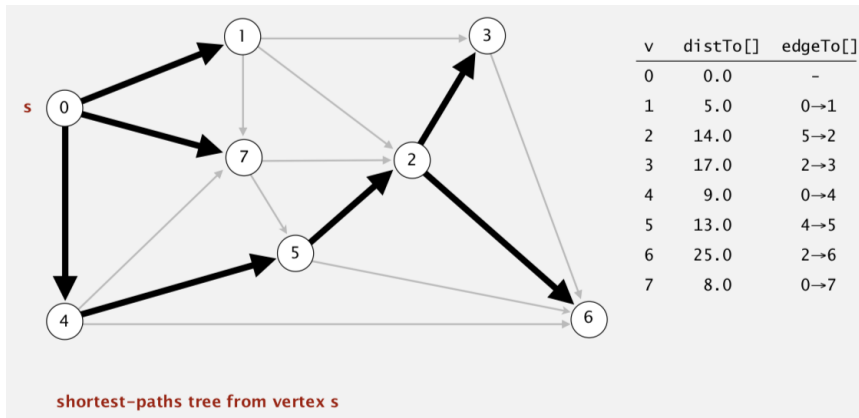 1
3
s
0
7
2
5
4
6
v distTo[] edgeTo[]
0 0.0 –
1 5.0 0→1
2 14.0 5→2
3 17.0 2→3
4 9.0 0→4
5 13.0 4→5
6 25.0 2→6
7 8.0 0→7
shortest-paths tree from vertex s